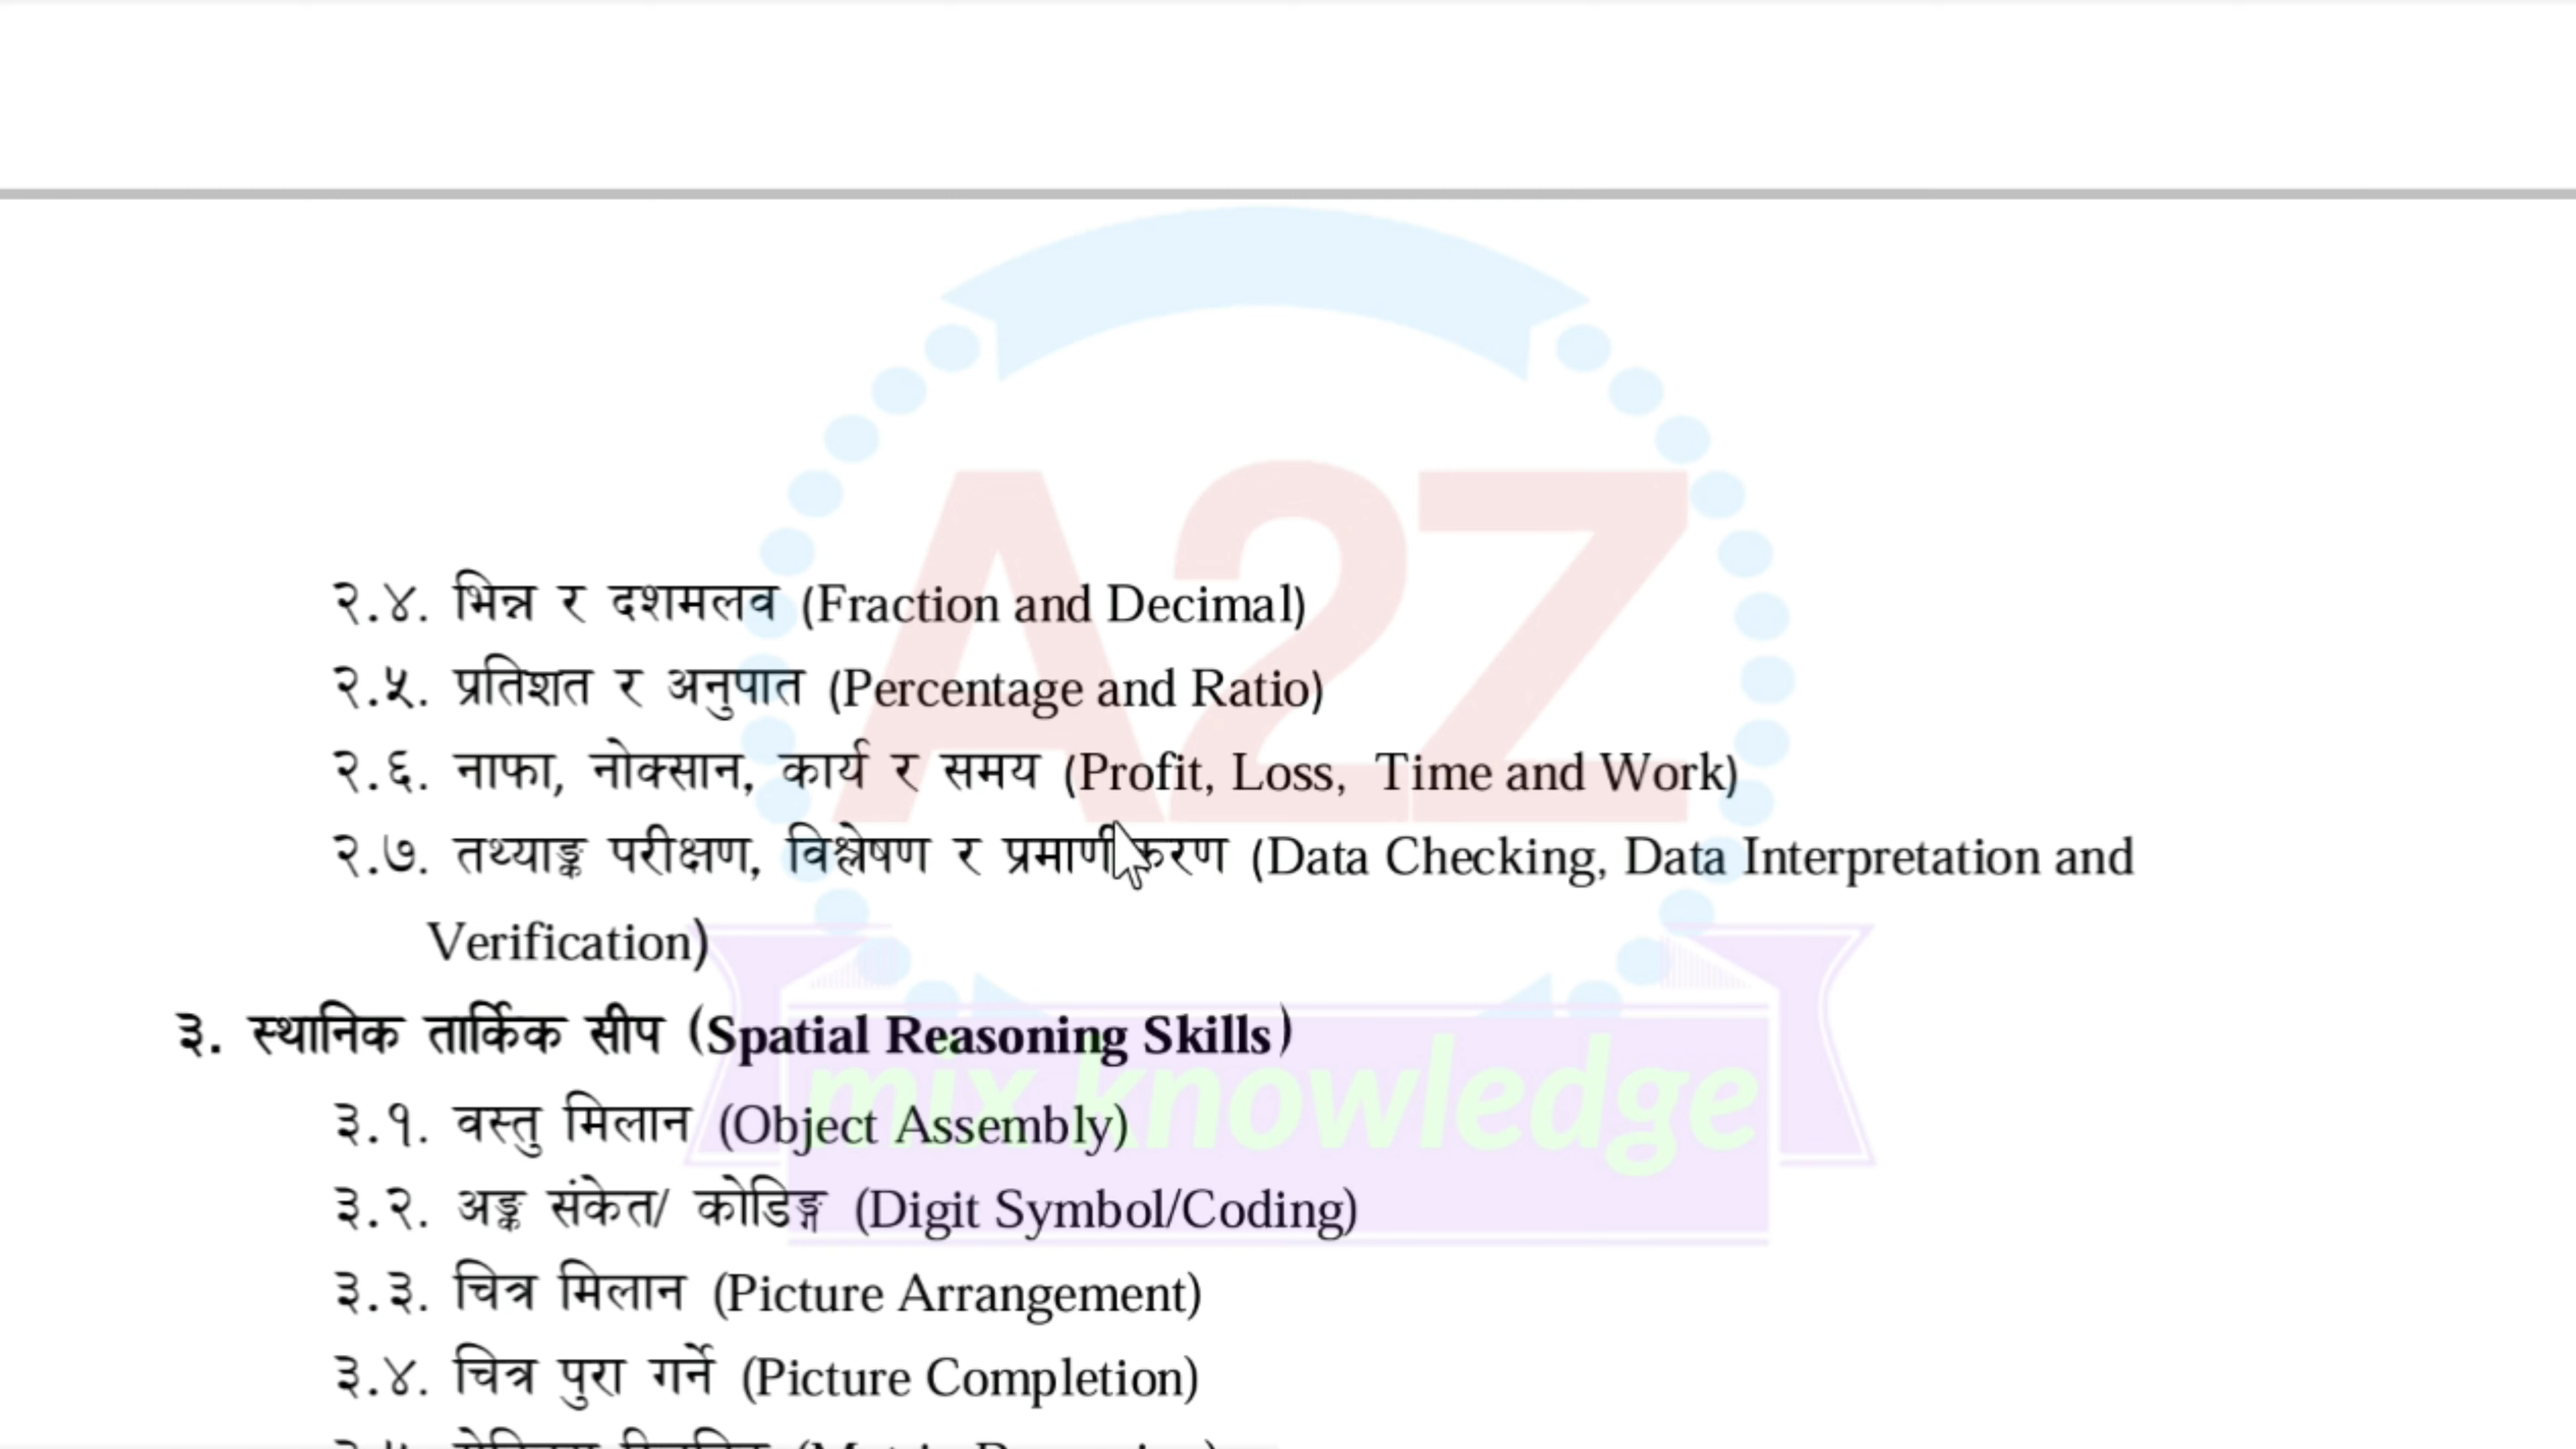 २.४. भिन्न र दशमलव (Fraction and Decimal)
२.५. प्रतिशत र अनुपात (Percentage and Ratio)
२.६. नाफा, नोक्सान, कार्य र समय (Profit, Loss, Time and Work)
२.७. तथ्याङ्क परीक्षण, विश्लेषण र प्रमाणीकरण (Data Checking, Data Interpretation and
Verification)
३. स्थानिक तार्किक सीप (Spatial Reasoning Skills)
३.१. वस्तु मिलान (Object Assembly)
३.२. अङ्क संकेत/ कोडिङ्ग (Digit Symbol/Coding)
३.३. चित्र मिलान (Picture Arrangement)
३.४. चित्र पुरा गर्ने (Picture Completion)
A2Z
mix knowledge